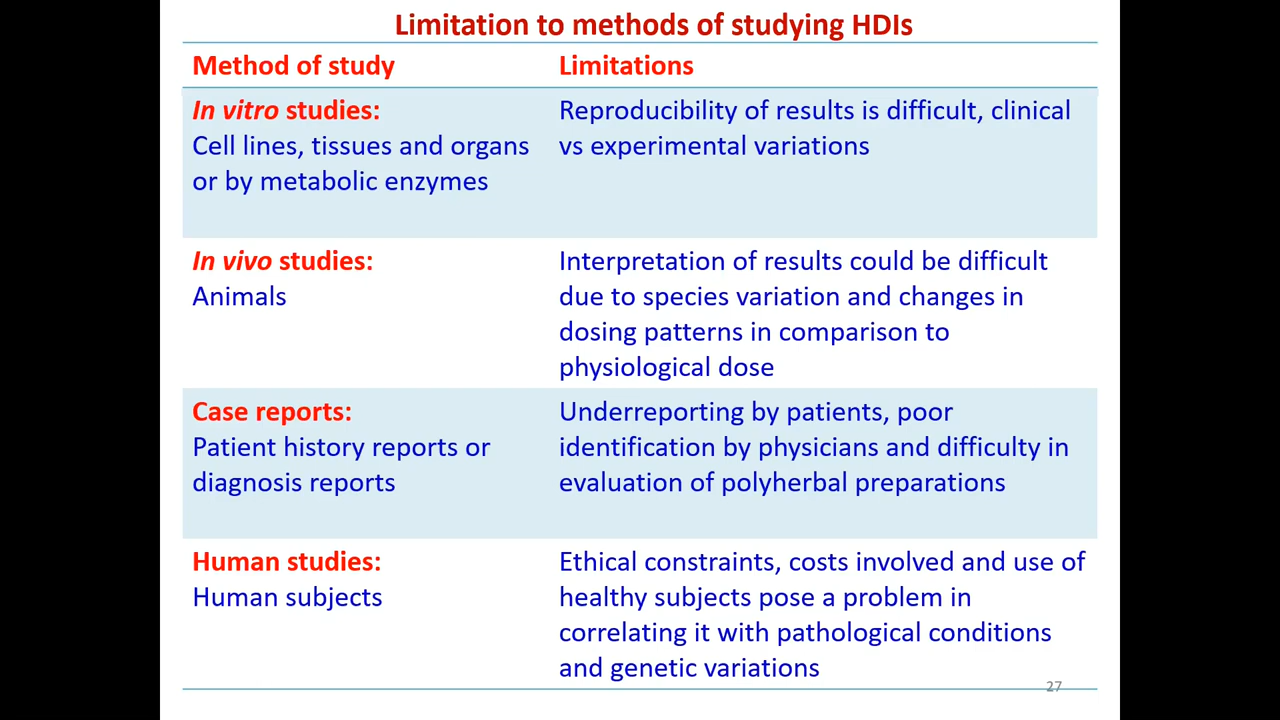 Limitation to methods of studying HDIs
Method of study
Limitations
In vitro studies:
Cell lines, tissues and organs
or by metabolic enzymes
Reproducibility of results is difficult, clinical
vs experimental variations
In vivo studies:
Animals
Interpretation of results could be difficult
due to species variation and changes in
dosing patterns in comparison to
physiological dose
Case reports:
Patient history reports or
diagnosis reports
Underreporting by patients, poor
identification by physicians and difficulty in
evaluation of polyherbal preparations
Human studies:
Human subjects
Ethical constraints, costs involved and use of
healthy subjects pose a problem in
correlating it with pathological conditions
and genetic variations
27